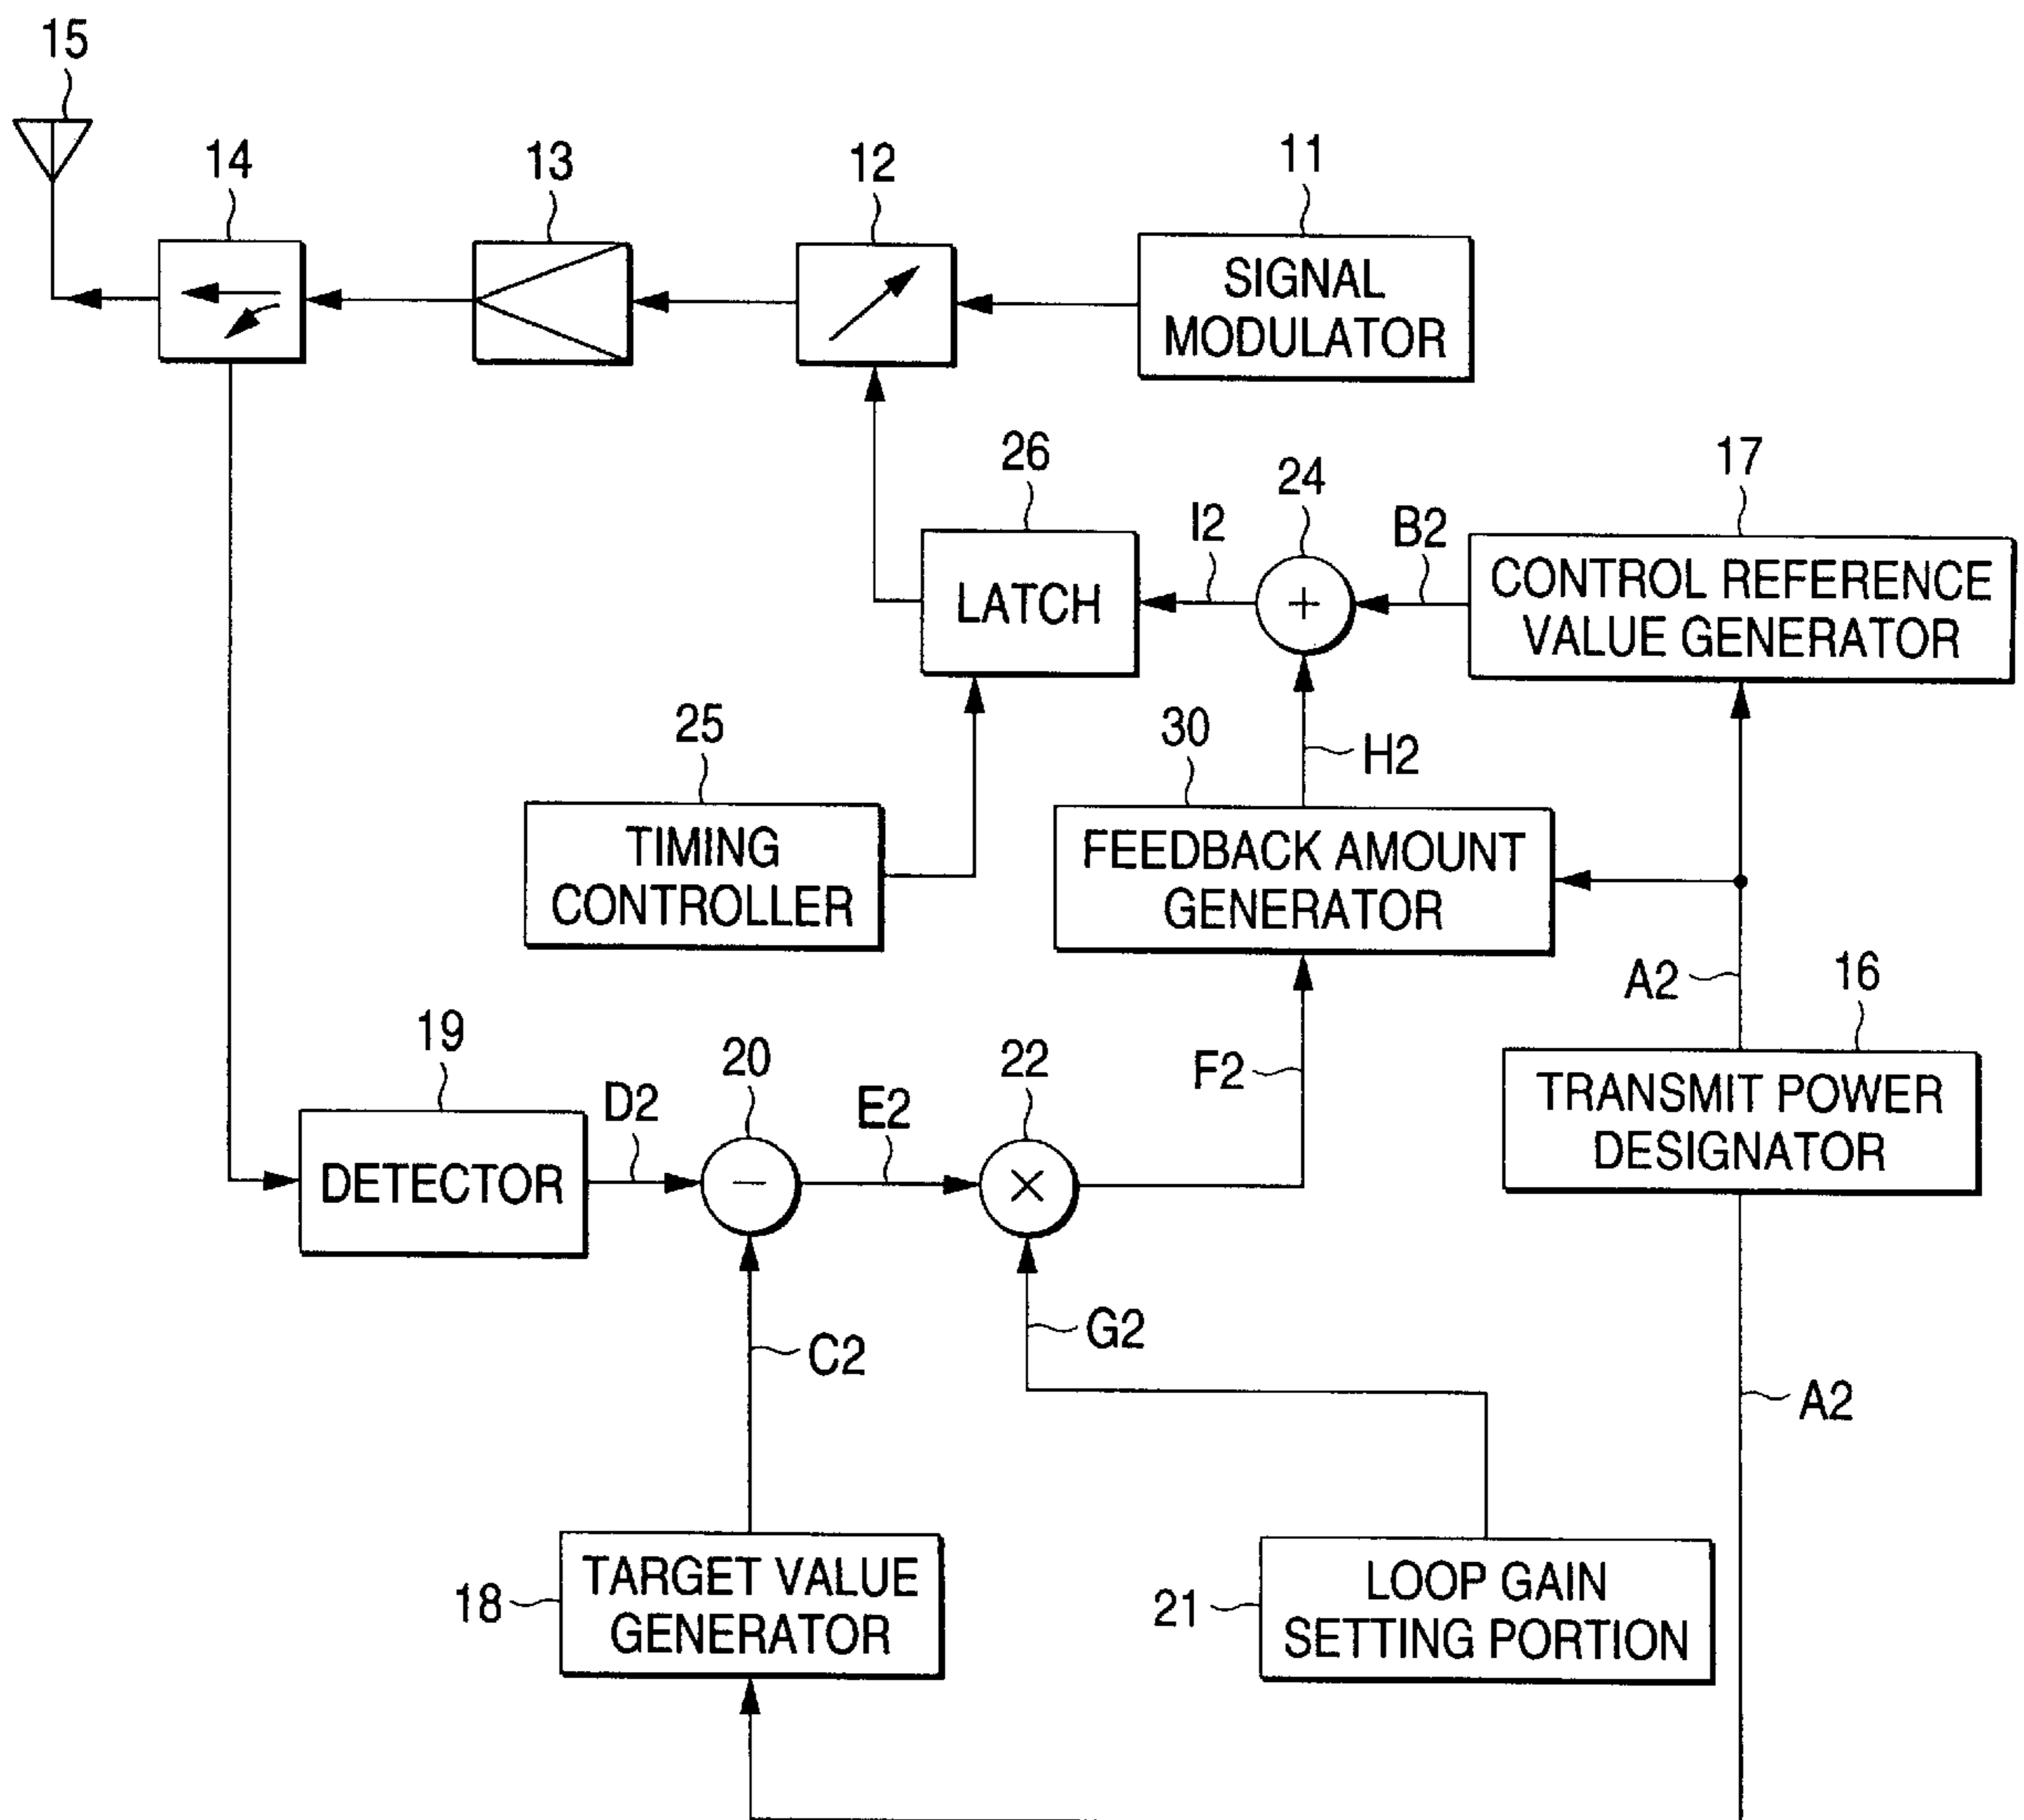 15
14
13
12
11
SIGNAL
MODULATOR
26
24
17
I2
B2
LATCH
+
CONTROL REFERENCE
VALUE GENERATOR
25
30
H2
TIMING
CONTROLLER
FEEDBACK AMOUNT
GENERATOR
A2
16
19
20
22
F2
D2
E2
TRANSMIT POWER
DESIGNATOR
DETECTOR
−
×
C2
G2
A2
18
TARGET VALUE
GENERATOR
21
LOOP GAIN
SETTING PORTION